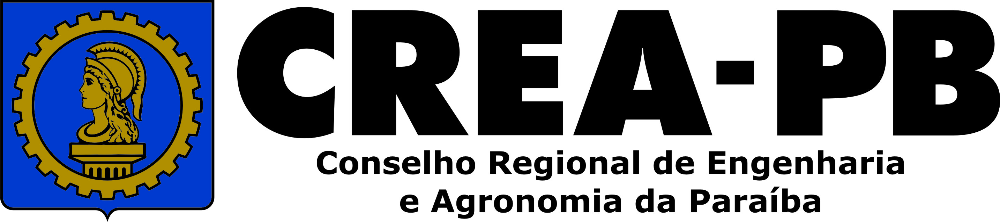 CREA-PB
Conselho Regional de Engenharia
e Agronomia da Paraíba